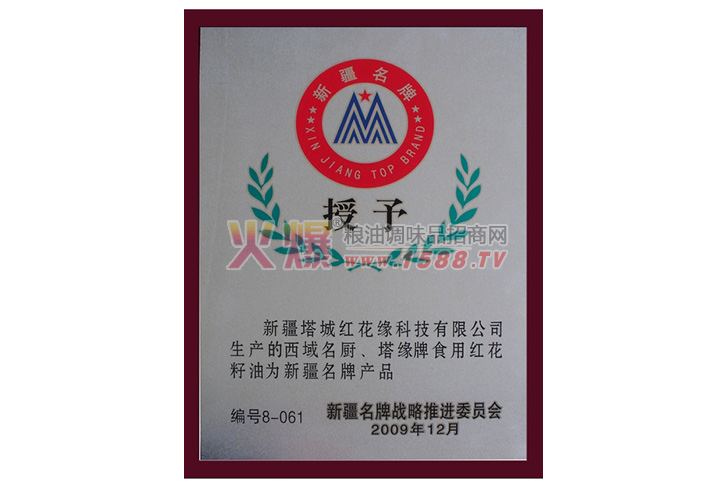 新疆名牌
XIN JIANG TOP BRAND
授予
火爆®粮油调味品招商网
www.1588.TV
新疆塔城红花缘科技有限公司
生产的西域名厨、塔缘牌食用红花
籽油为新疆名牌产品
编号8-061
新疆名牌战略推进委员会
2009年12月